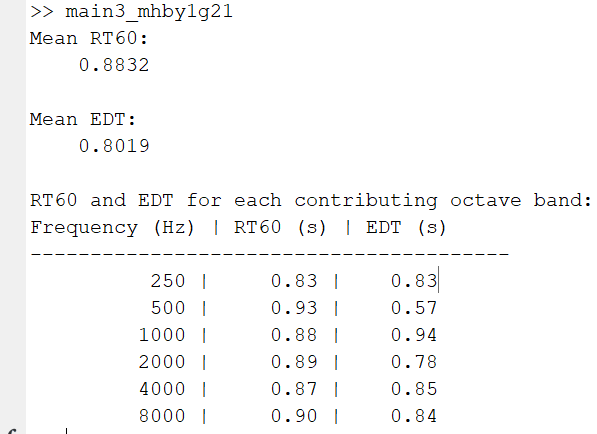 >> main3_mhby1g21
Mean RT60:
0.8832
Mean EDT:
0.8019
RT60 and EDT for each contributing octave band:
Frequency (Hz) | RT60 (s) | EDT (s)
----------------------------------------
250 | 0.83 | 0.83
500 | 0.93 | 0.57
1000 | 0.88 | 0.94
2000 | 0.89 | 0.78
4000 | 0.87 | 0.85
8000 | 0.90 | 0.84